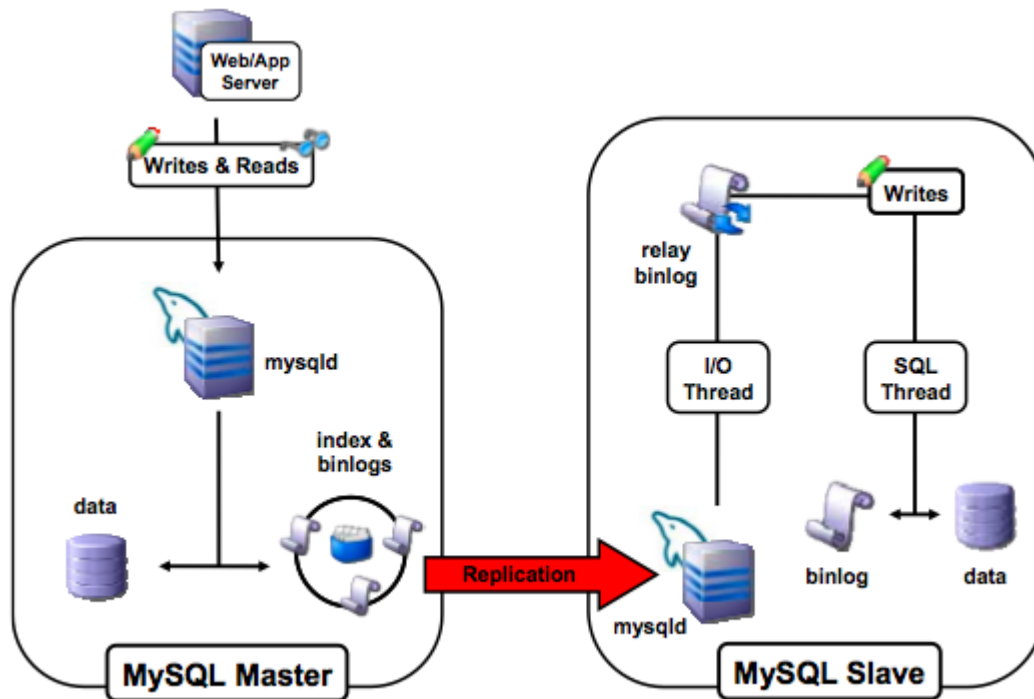 Web/App
Server
Writes & Reads
mysqld
index &
binlogs
data
MySQL Master
Replication
relay
binlog
Writes
I/O
Thread
SQL
Thread
mysqld
binlog
data
MySQL Slave